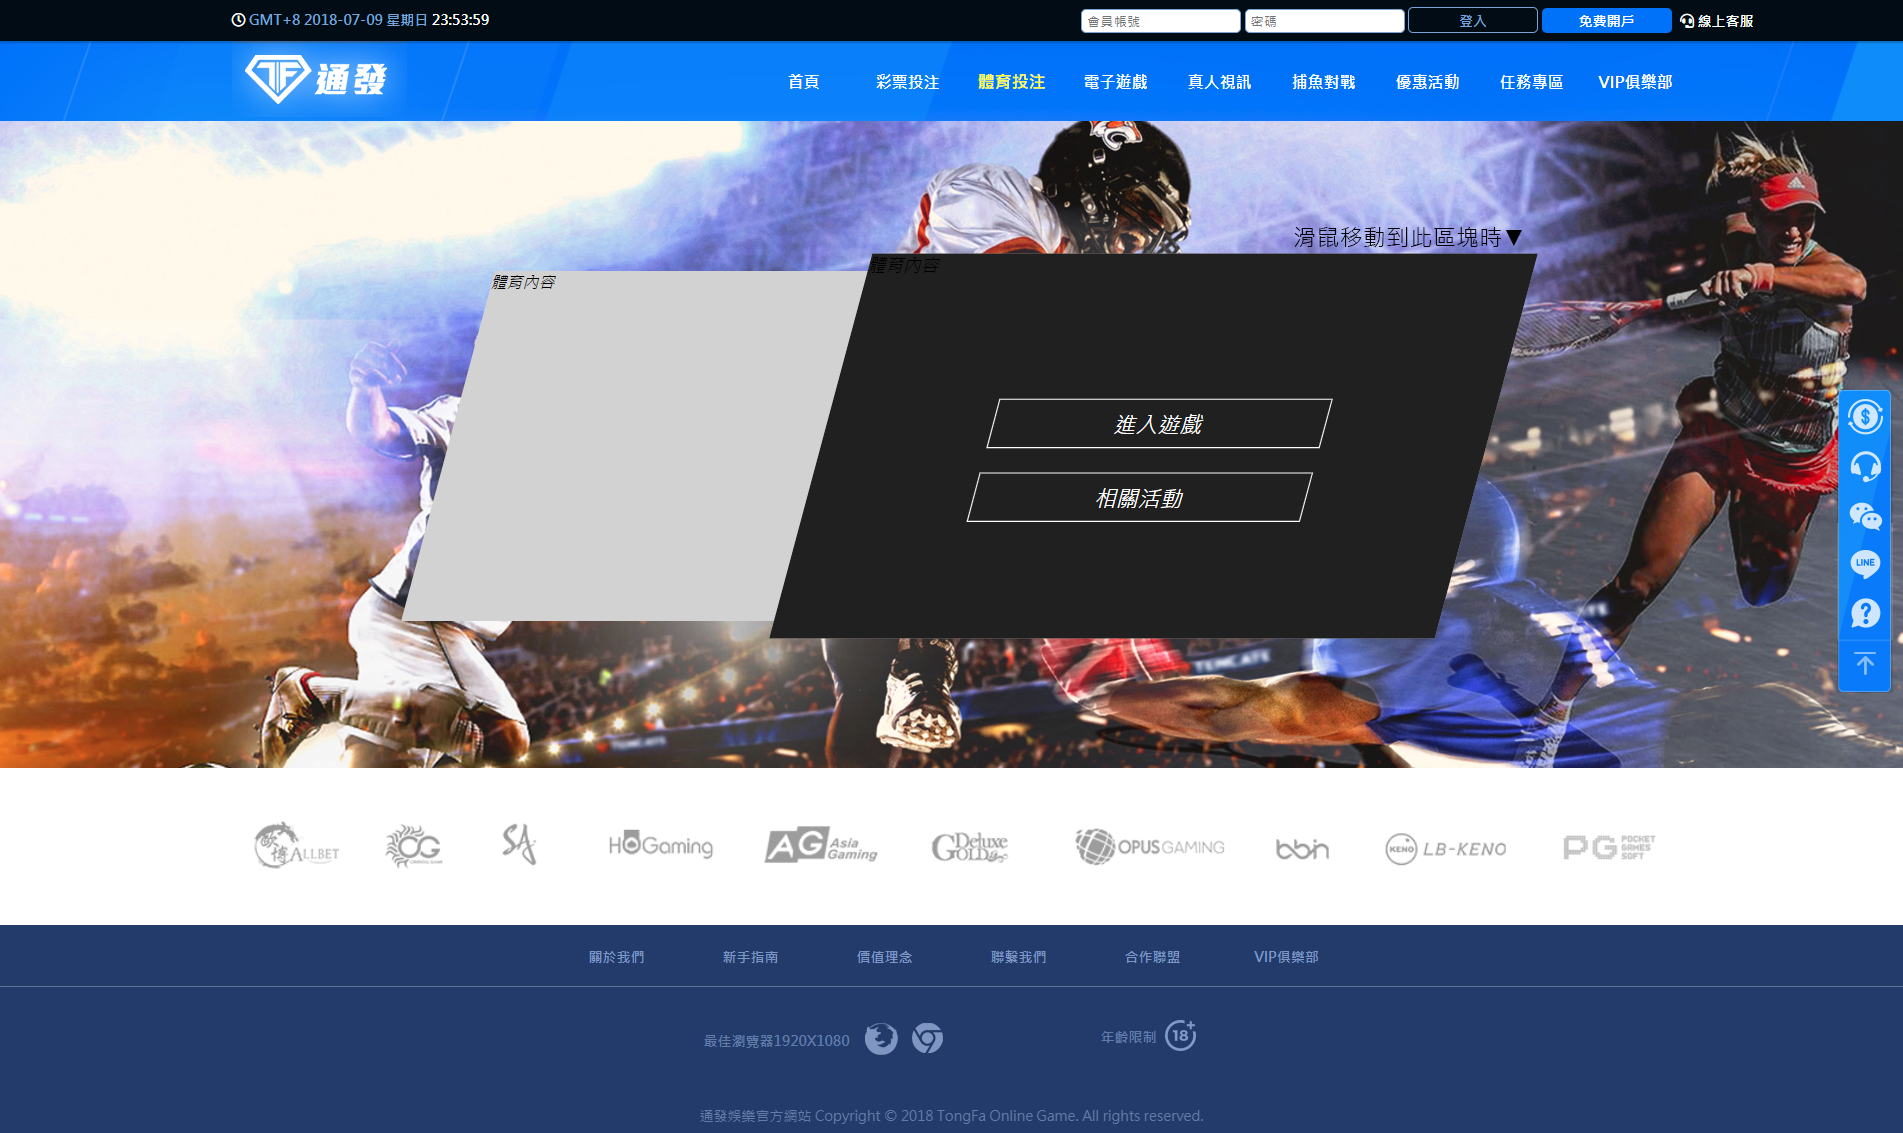 GMT+8 2018-07-09 星期日 23:53:59
會員帳號 密碼 登入 免費開戶 線上客服
TF 通發
首頁 彩票投注 體育投注 電子遊戲 真人視訊 捕魚對戰 優惠活動 任務專區 VIP俱樂部
滑鼠移動到此區塊時▼
體育內容
體育內容
進入遊戲
相關活動
LINE
TENCATE
TENCATE
歐博 ALLBET
OG ORIENTAL GAME
SA
HOGaming
AG Asia Gaming
GD Gold Deluxe
OPUS GAMING
bbin
KENO LB-KENO
PG POCKET GAMES SOFT
關於我們 新手指南 價值理念 聯繫我們 合作聯盟 VIP俱樂部
最佳瀏覽器1920X1080
年齡限制 18+
通發娛樂官方網站 Copyright © 2018 TongFa Online Game. All rights reserved.